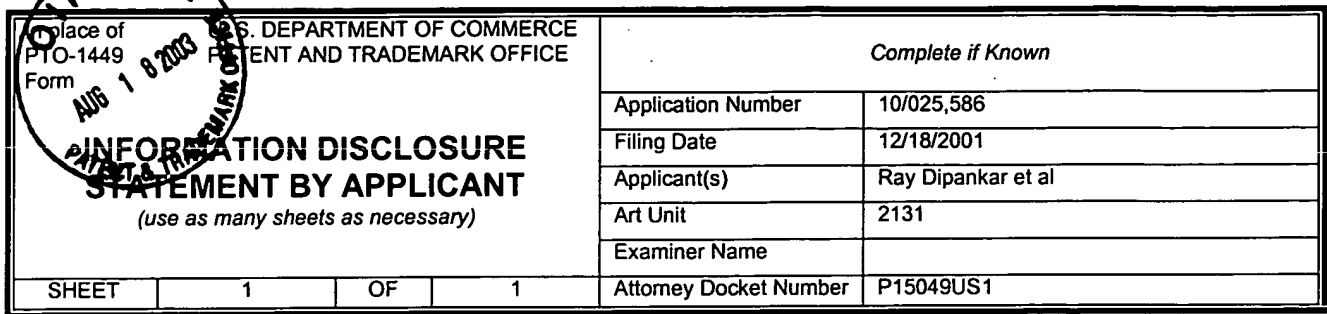 In place of U.S. DEPARTMENT OF COMMERCE
PTO-1449 PATENT AND TRADEMARK OFFICE
Form
AUG 18 2003
PATENT & TRADEMARK OFFICE
INFORMATION DISCLOSURE
STATEMENT BY APPLICANT
(use as many sheets as necessary)
SHEET 1 OF 1
Complete if Known
Application Number 10/025,586
Filing Date 12/18/2001
Applicant(s) Ray Dipankar et al
Art Unit 2131
Examiner Name
Attorney Docket Number P15049US1